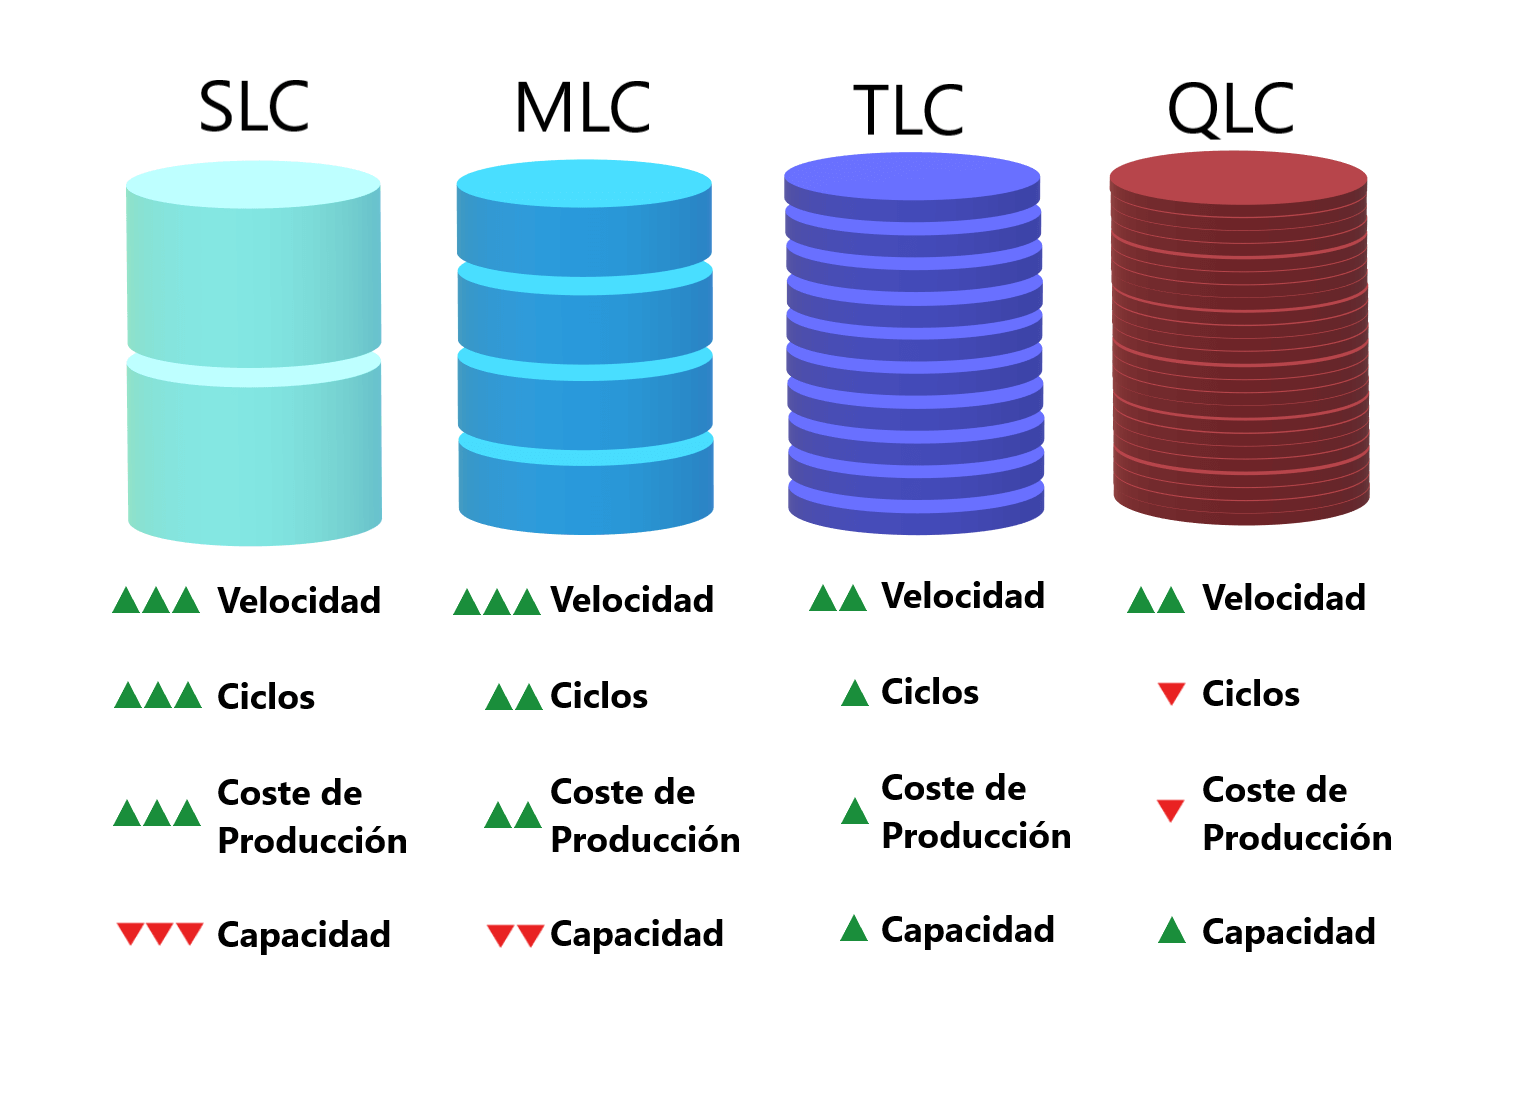 SLC
MLC
TLC
QLC
Velocidad
Velocidad
Velocidad
Velocidad
Ciclos
Ciclos
Ciclos
Ciclos
Coste de
Producción
Coste de
Producción
Coste de
Producción
Coste de
Producción
Capacidad
Capacidad
Capacidad
Capacidad